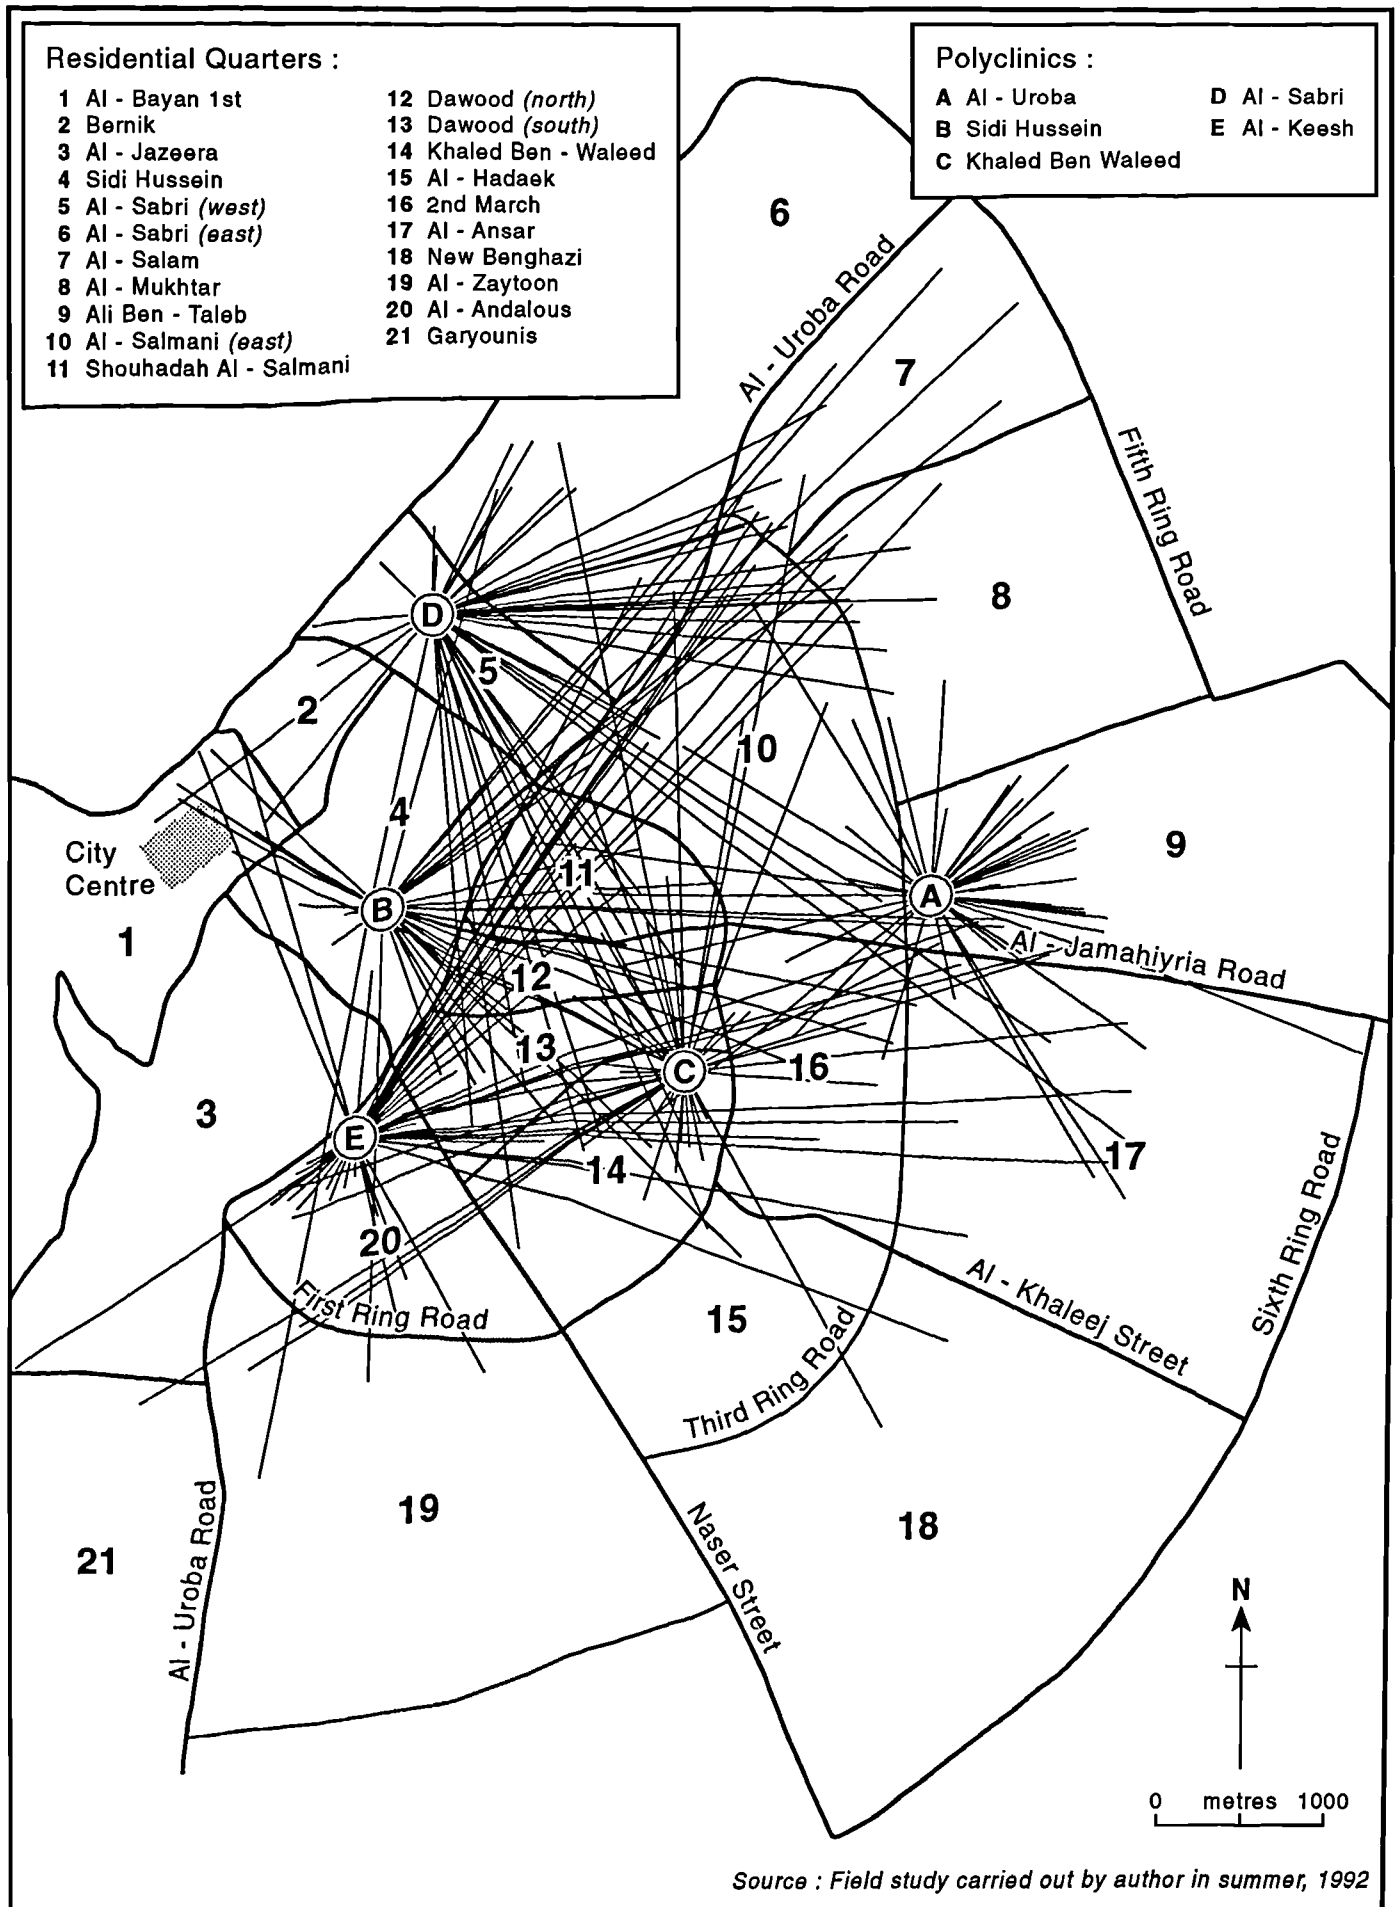 Residential Quarters :
1 Al - Bayan 1st
2 Bernik
3 Al - Jazeera
4 Sidi Hussein
5 Al - Sabri (west)
6 Al - Sabri (east)
7 Al - Salam
8 Al - Mukhtar
9 Ali Ben - Taleb
10 Al - Salmani (east)
11 Shouhadah Al - Salmani
12 Dawood (north)
13 Dawood (south)
14 Khaled Ben - Waleed
15 Al - Hadaek
16 2nd March
17 Al - Ansar
18 New Benghazi
19 Al - Zaytoon
20 Al - Andalous
21 Garyounis
Polyclinics :
A Al - Uroba
B Sidi Hussein
C Khaled Ben Waleed
D Al - Sabri
E Al - Keesh
6
Al - Uroba Road
7
Fifth Ring Road
8
D
5
2
10
4
City
Centre
9
11
A
B
1
Al - Jamahiyria Road
12
13
C
16
3
E
14
17
20
Sixth Ring Road
First Ring Road
15
Al - Khaleej Street
Third Ring Road
19
18
Al - Uroba Road
Naser Street
21
N
0 metres 1000
Source : Field study carried out by author in summer, 1992